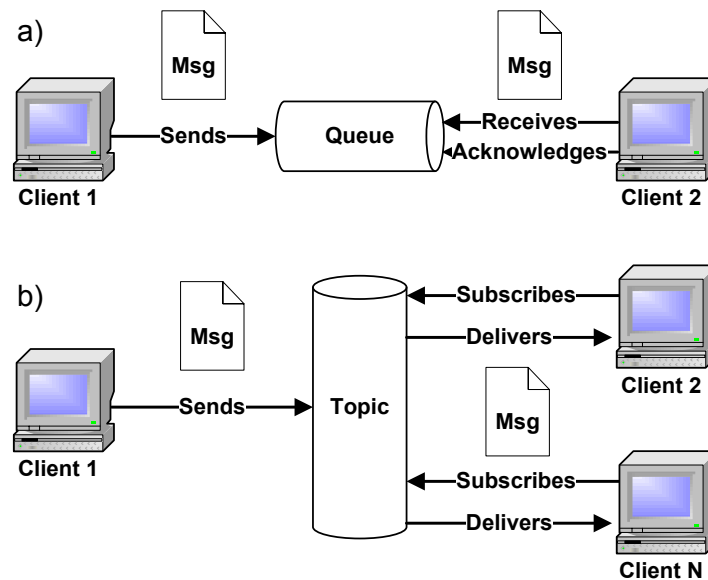 a)
Msg
Msg
Sends
Queue
Receives
Acknowledges
Client 1
Client 2
b)
Msg
Subscribes
Delivers
Client 2
Sends
Topic
Msg
Client 1
Subscribes
Delivers
Client N